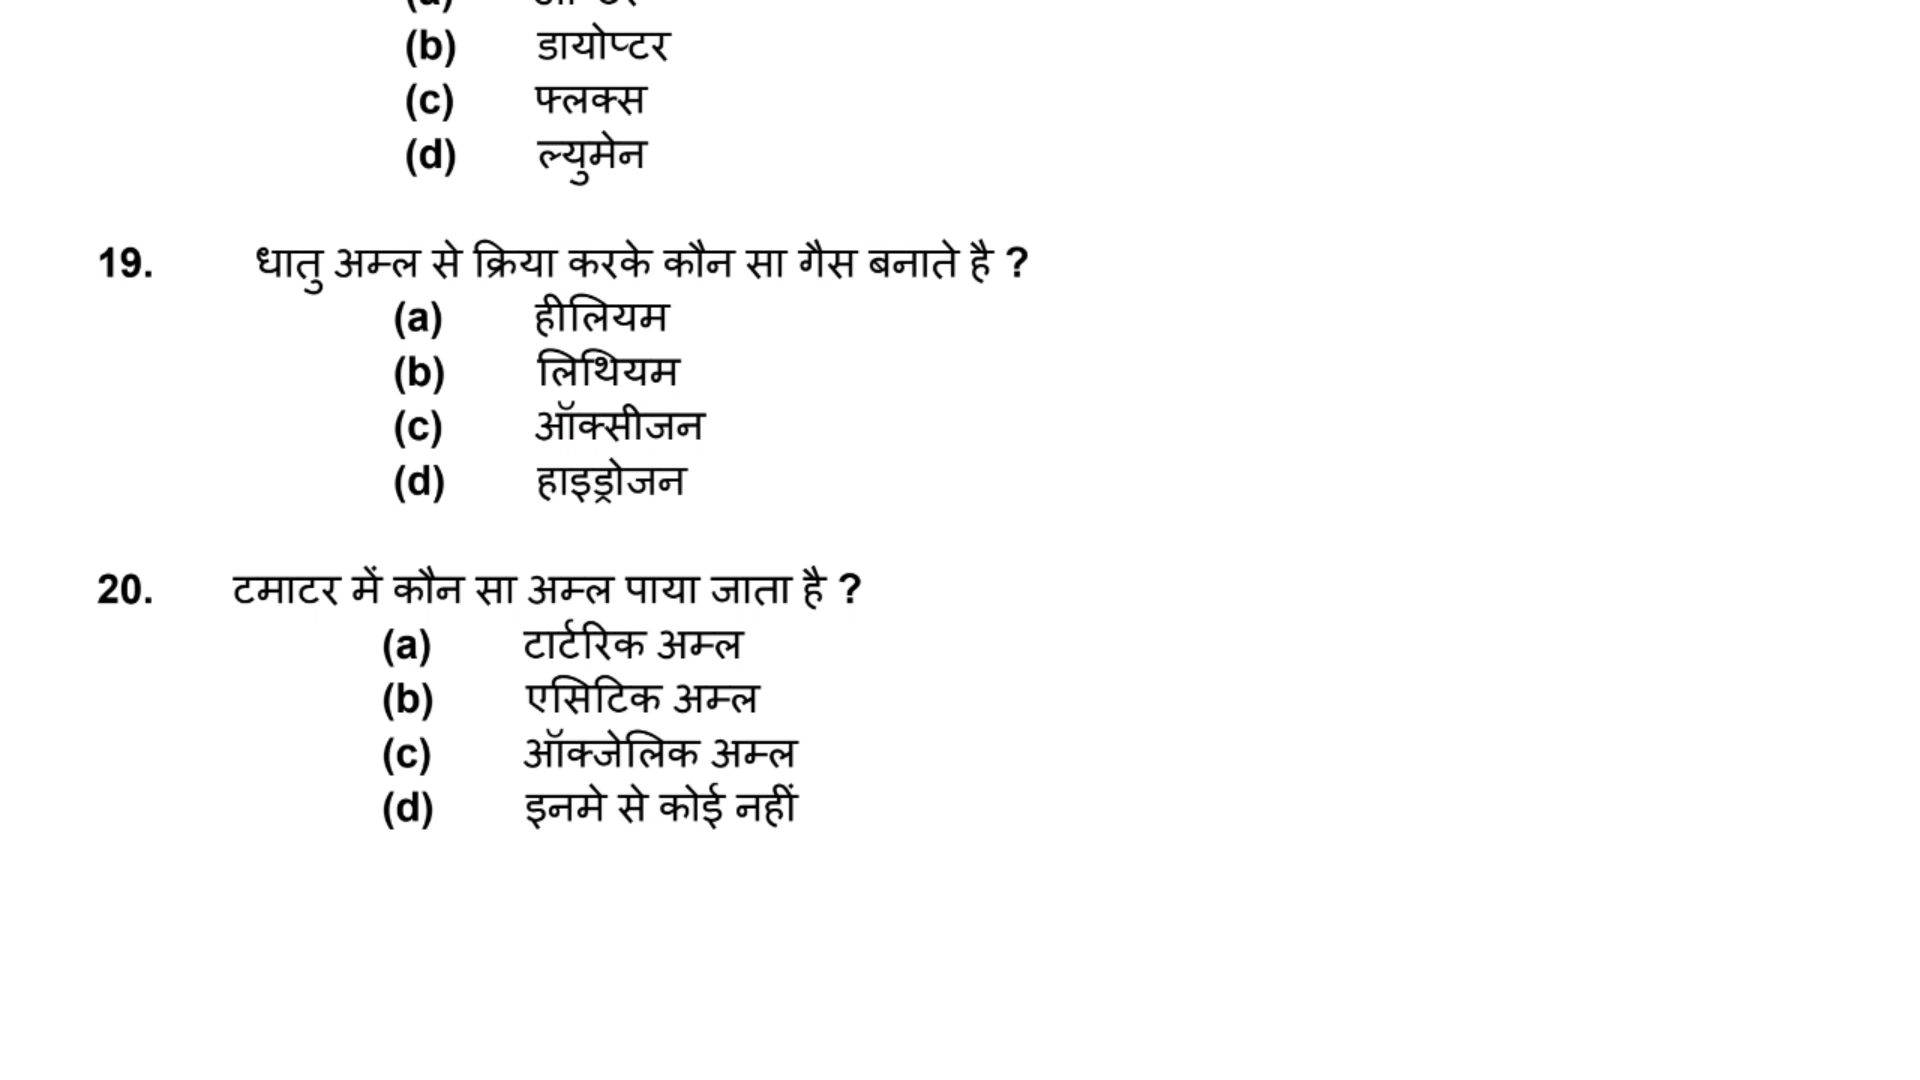 (b) डायोप्टर
(c) फ्लक्स
(d) ल्युमेन
19. धातु अम्ल से क्रिया करके कौन सा गैस बनाते है ?
(a) हीलियम
(b) लिथियम
(c) ऑक्सीजन
(d) हाइड्रोजन
20. टमाटर में कौन सा अम्ल पाया जाता है ?
(a) टार्टरिक अम्ल
(b) एसिटिक अम्ल
(c) ऑक्जेलिक अम्ल
(d) इनमे से कोई नहीं